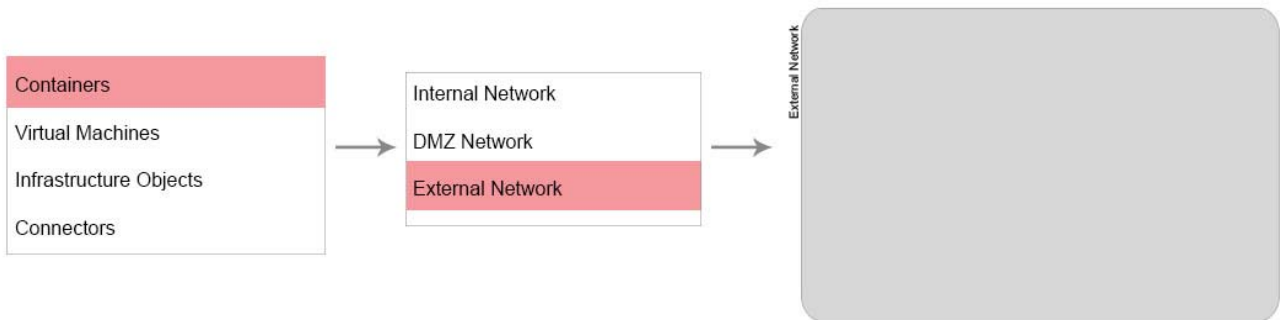 Containers
Virtual Machines
Infrastructure Objects
Connectors
Internal Network
DMZ Network
External Network
External Network